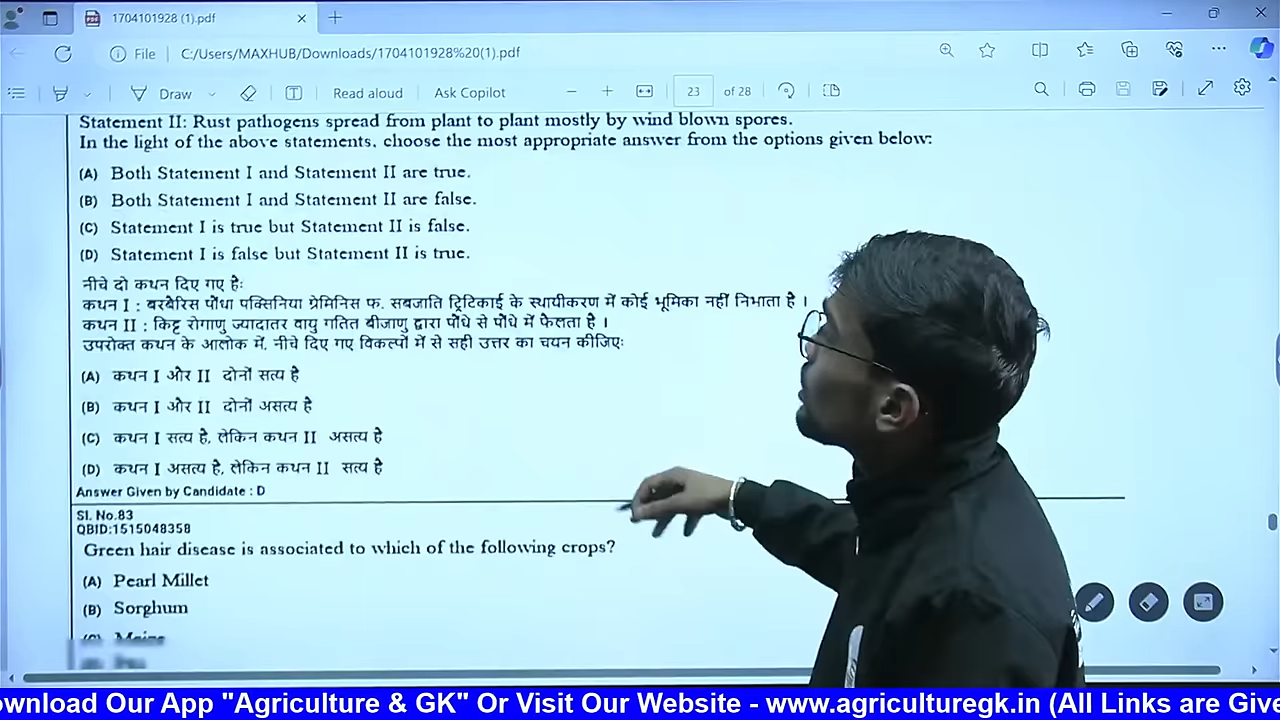 1704101928 (1).pdf
File C:/Users/MAXHUB/Downloads/1704101928%20(1).pdf
Draw Read aloud Ask Copilot 23 of 28
Statement II: Rust pathogens spread from plant to plant mostly by wind blown spores.
In the light of the above statements, choose the most appropriate answer from the options given below:
(A) Both Statement I and Statement II are true.
(B) Both Statement I and Statement II are false.
(C) Statement I is true but Statement II is false.
(D) Statement I is false but Statement II is true.
नीचे दो कथन दिए गए है:
कथन I : बरबैरिस पौंधा पक्सिनिया ग्रेमिनिस फ. सबजाति ट्रिटिकाई के स्थायीकरण में कोई भूमिका नहीं निभाता है ।
कथन II : किट्ट रोगाणु ज्यादातर वायु गतित बीजाणु द्वारा पौंधे से पौंधे में फैलता है ।
उपरोक्त कथन के आलोक में, नीचे दिए गए विकल्पों में से सही उत्तर का चयन कीजिए:
(A) कथन I और II दोनों सत्य है
(B) कथन I और II दोनों असत्य है
(C) कथन I सत्य है, लेकिन कथन II असत्य है
(D) कथन I असत्य है, लेकिन कथन II सत्य है
Answer Given by Candidate : D
Sl. No.83
QBID:1515048358
Green hair disease is associated to which of the following crops?
(A) Pearl Millet
(B) Sorghum
(C) Maize
ownload Our App "Agriculture & GK" Or Visit Our Website - www.agriculturegk.in (All Links are Give